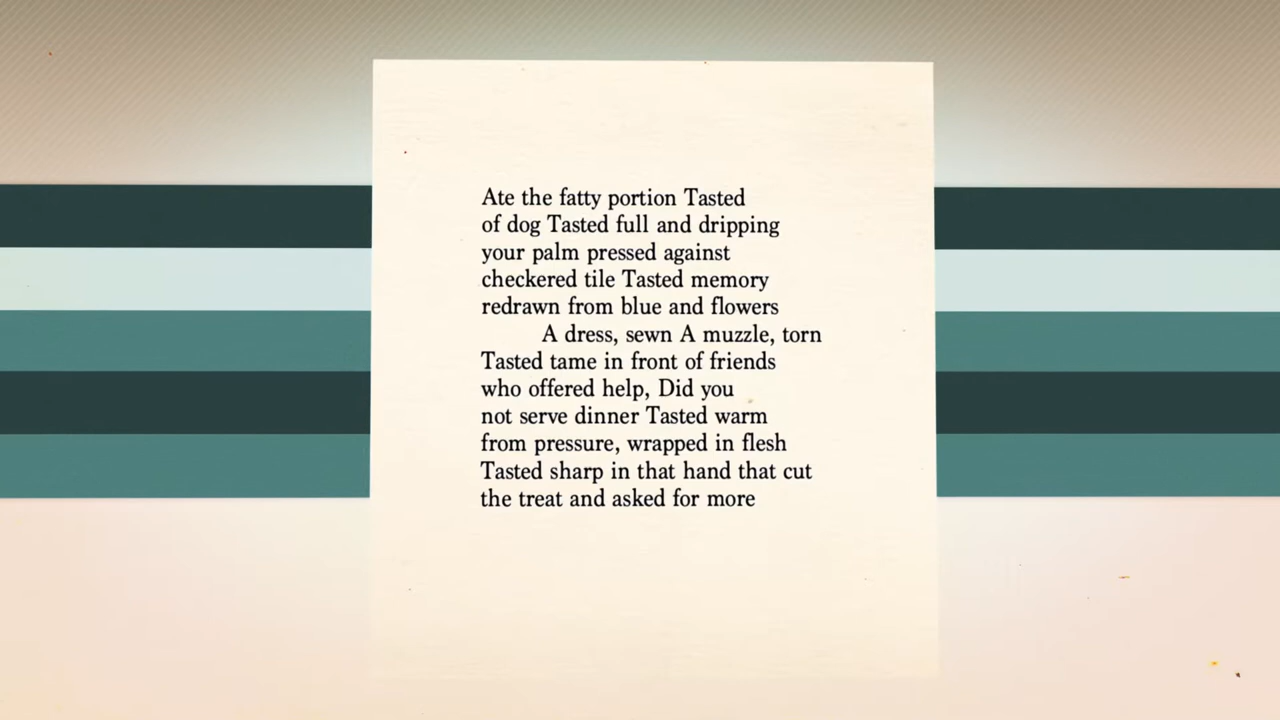 Ate the fatty portion Tasted
of dog Tasted full and dripping
your palm pressed against
checkered tile Tasted memory
redrawn from blue and flowers
A dress, sewn A muzzle, torn
Tasted tame in front of friends
who offered help, Did you
not serve dinner Tasted warm
from pressure, wrapped in flesh
Tasted sharp in that hand that cut
the treat and asked for more